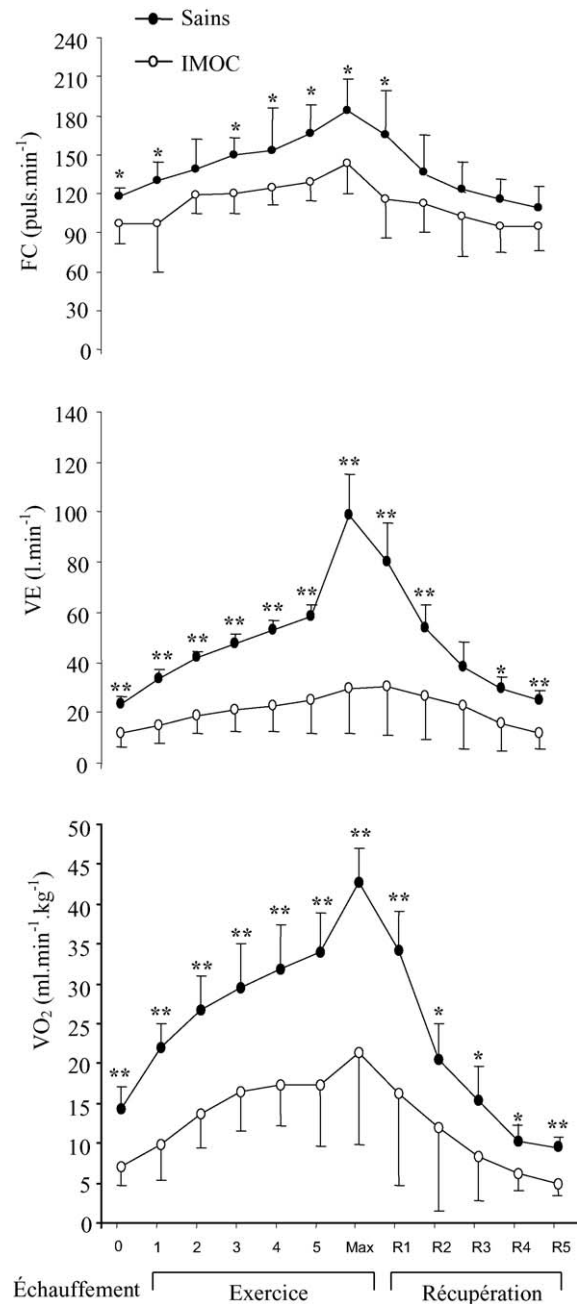 Sains
IMOC
FC (puls.min⁻¹)
240
210
180
150
120
90
60
30
0
* * * * * * *
VE (l.min⁻¹)
140
120
100
80
60
40
20
0
** ** ** ** ** ** ** ** ** * **
VO₂ (ml.min⁻¹.kg⁻¹)
50
45
40
35
30
25
20
15
10
5
0
** ** ** ** ** ** ** ** * * * **
0 1 2 3 4 5 Max R1 R2 R3 R4 R5
Échauffement Exercice Récupération